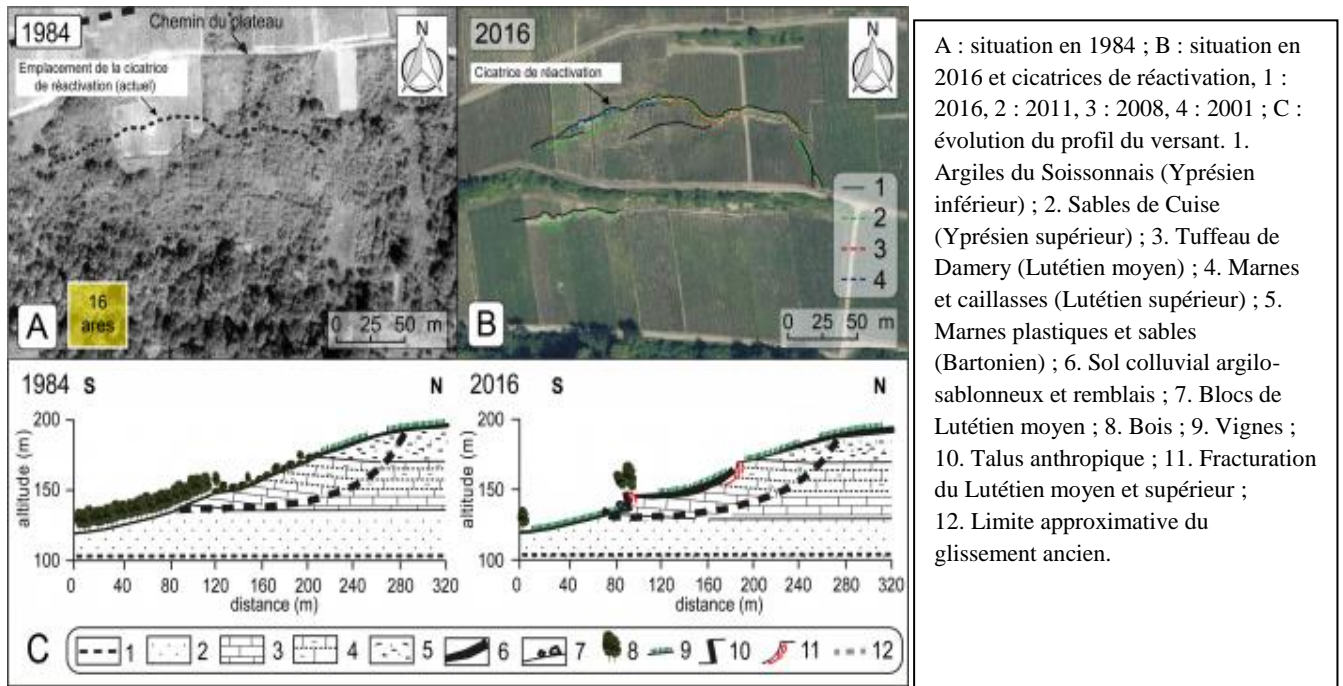 1984
Chemin du plateau
N
Emplacement de la cicatrice
de réactivation (actuel)
16
ares
A
0 25 50 m
2016
N
Cicatrice de réactivation
1
2
3
4
B
0 25 50 m
1984 S N
200
150
100
altitude (m)
0 40 80 120 160 200 240 280 320
distance (m)
2016 S N
200
150
100
altitude (m)
0 40 80 120 160 200 240 280 320
distance (m)
C 1 2 3 4 5 6 7 8 9 10 11 12
A : situation en 1984 ; B : situation en
2016 et cicatrices de réactivation, 1 :
2016, 2 : 2011, 3 : 2008, 4 : 2001 ; C :
évolution du profil du versant. 1.
Argiles du Soissonnais (Yprésien
inférieur) ; 2. Sables de Cuise
(Yprésien supérieur) ; 3. Tuffeau de
Damery (Lutétien moyen) ; 4. Marnes
et caillasses (Lutétien supérieur) ; 5.
Marnes plastiques et sables
(Bartonien) ; 6. Sol colluvial argilo-
sablonneux et remblais ; 7. Blocs de
Lutétien moyen ; 8. Bois ; 9. Vignes ;
10. Talus anthropique ; 11. Fracturation
du Lutétien moyen et supérieur ;
12. Limite approximative du
glissement ancien.